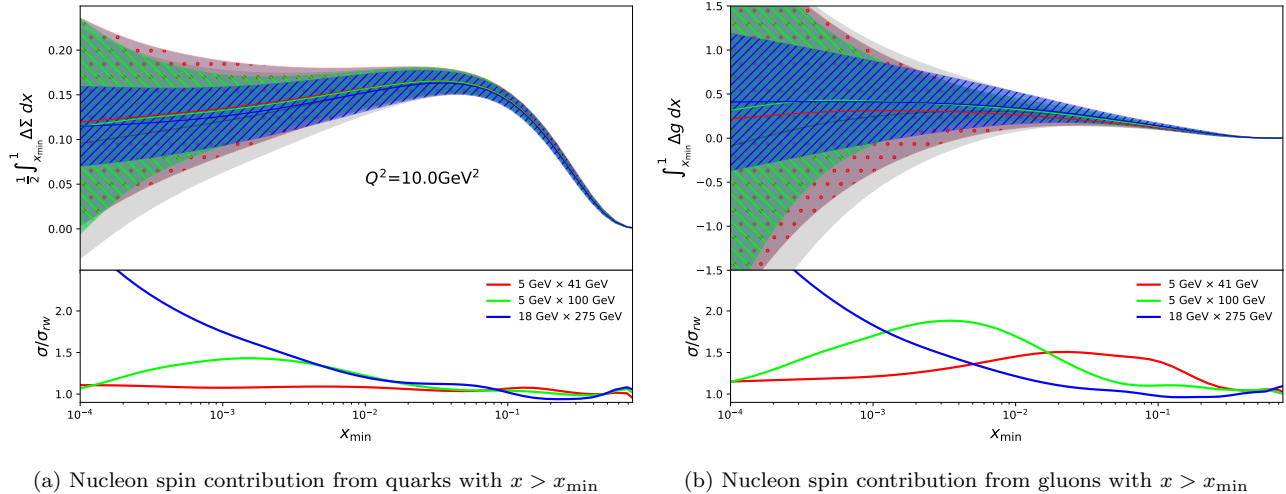 0.20
0.15
0.10
0.05
0.00
½∫¹ₓₘᵢₙ ΔΣ dx
Q²=10.0GeV²
2.0
1.5
1.0
σ/σ_rw
5 GeV × 41 GeV
5 GeV × 100 GeV
18 GeV × 275 GeV
10⁻⁴ 10⁻³ 10⁻² 10⁻¹
x_min
(a) Nucleon spin contribution from quarks with x > x_min
1.5
1.0
0.5
0.0
−0.5
−1.0
−1.5
∫¹ₓₘᵢₙ Δg dx
2.0
1.5
1.0
σ/σ_rw
5 GeV × 41 GeV
5 GeV × 100 GeV
18 GeV × 275 GeV
10⁻⁴ 10⁻³ 10⁻² 10⁻¹
x_min
(b) Nucleon spin contribution from gluons with x > x_min